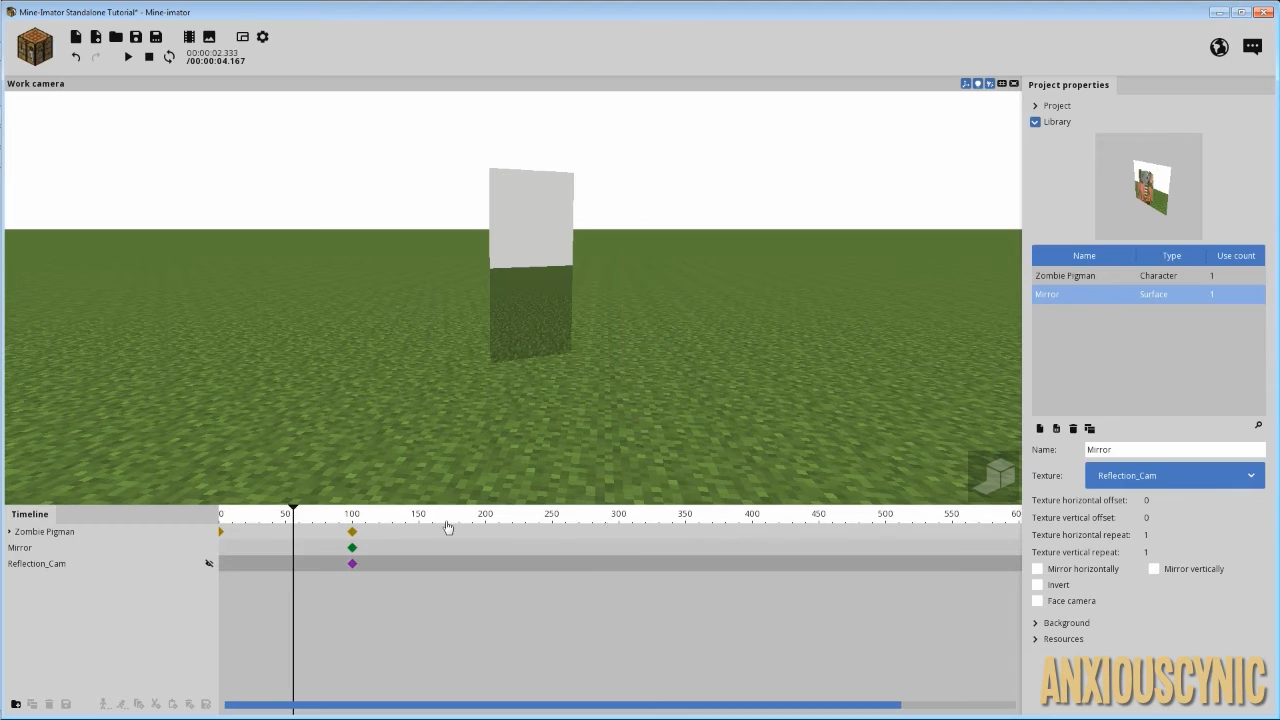 Mine-Imator Standalone Tutorial* - Mine-imator
00:00:02.333
/00:00:04.167
Work camera
Project properties
Project
Library
Name Type Use count
Zombie Pigman Character 1
Mirror Surface 1
Name: Mirror
Texture: Reflection_Cam
Texture horizontal offset: 0
Texture vertical offset: 0
Texture horizontal repeat: 1
Texture vertical repeat: 1
Mirror horizontally Mirror vertically
Invert
Face camera
Background
Resources
Timeline
0 50 100 150 200 250 300 350 400 450 500 550 60
Zombie Pigman
Mirror
Reflection_Cam
ANXIOUSCYNIC